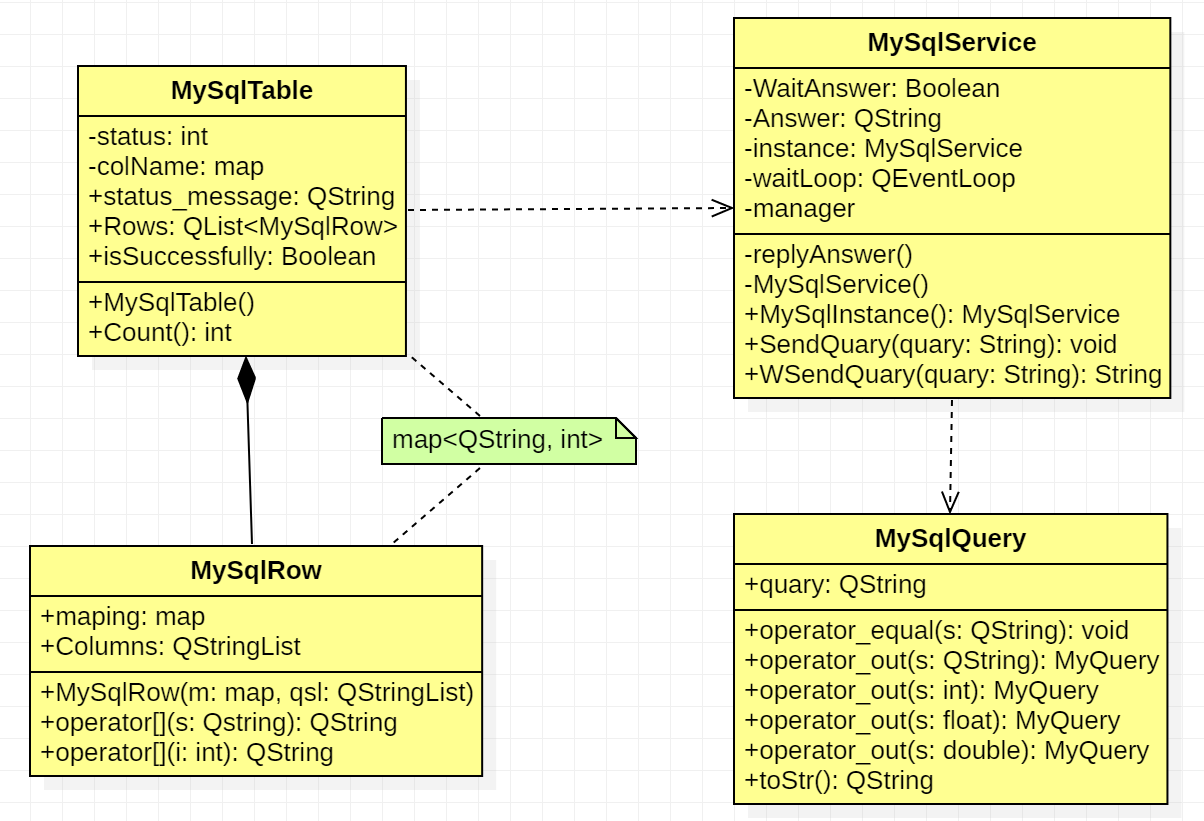 MySqlTable
-status: int
-colName: map
+status_message: QString
+Rows: QList<MySqlRow>
+isSuccessfully: Boolean
+MySqlTable()
+Count(): int
MySqlService
-WaitAnswer: Boolean
-Answer: QString
-instance: MySqlService
-waitLoop: QEventLoop
-manager
-replyAnswer()
-MySqlService()
+MySqlInstance(): MySqlService
+SendQuary(quary: String): void
+WSendQuary(quary: String): String
map<QString, int>
MySqlRow
+maping: map
+Columns: QStringList
+MySqlRow(m: map, qsl: QStringList)
+operator[](s: Qstring): QString
+operator[](i: int): QString
MySqlQuery
+quary: QString
+operator_equal(s: QString): void
+operator_out(s: QString): MyQuery
+operator_out(s: int): MyQuery
+operator_out(s: float): MyQuery
+operator_out(s: double): MyQuery
+toStr(): QString